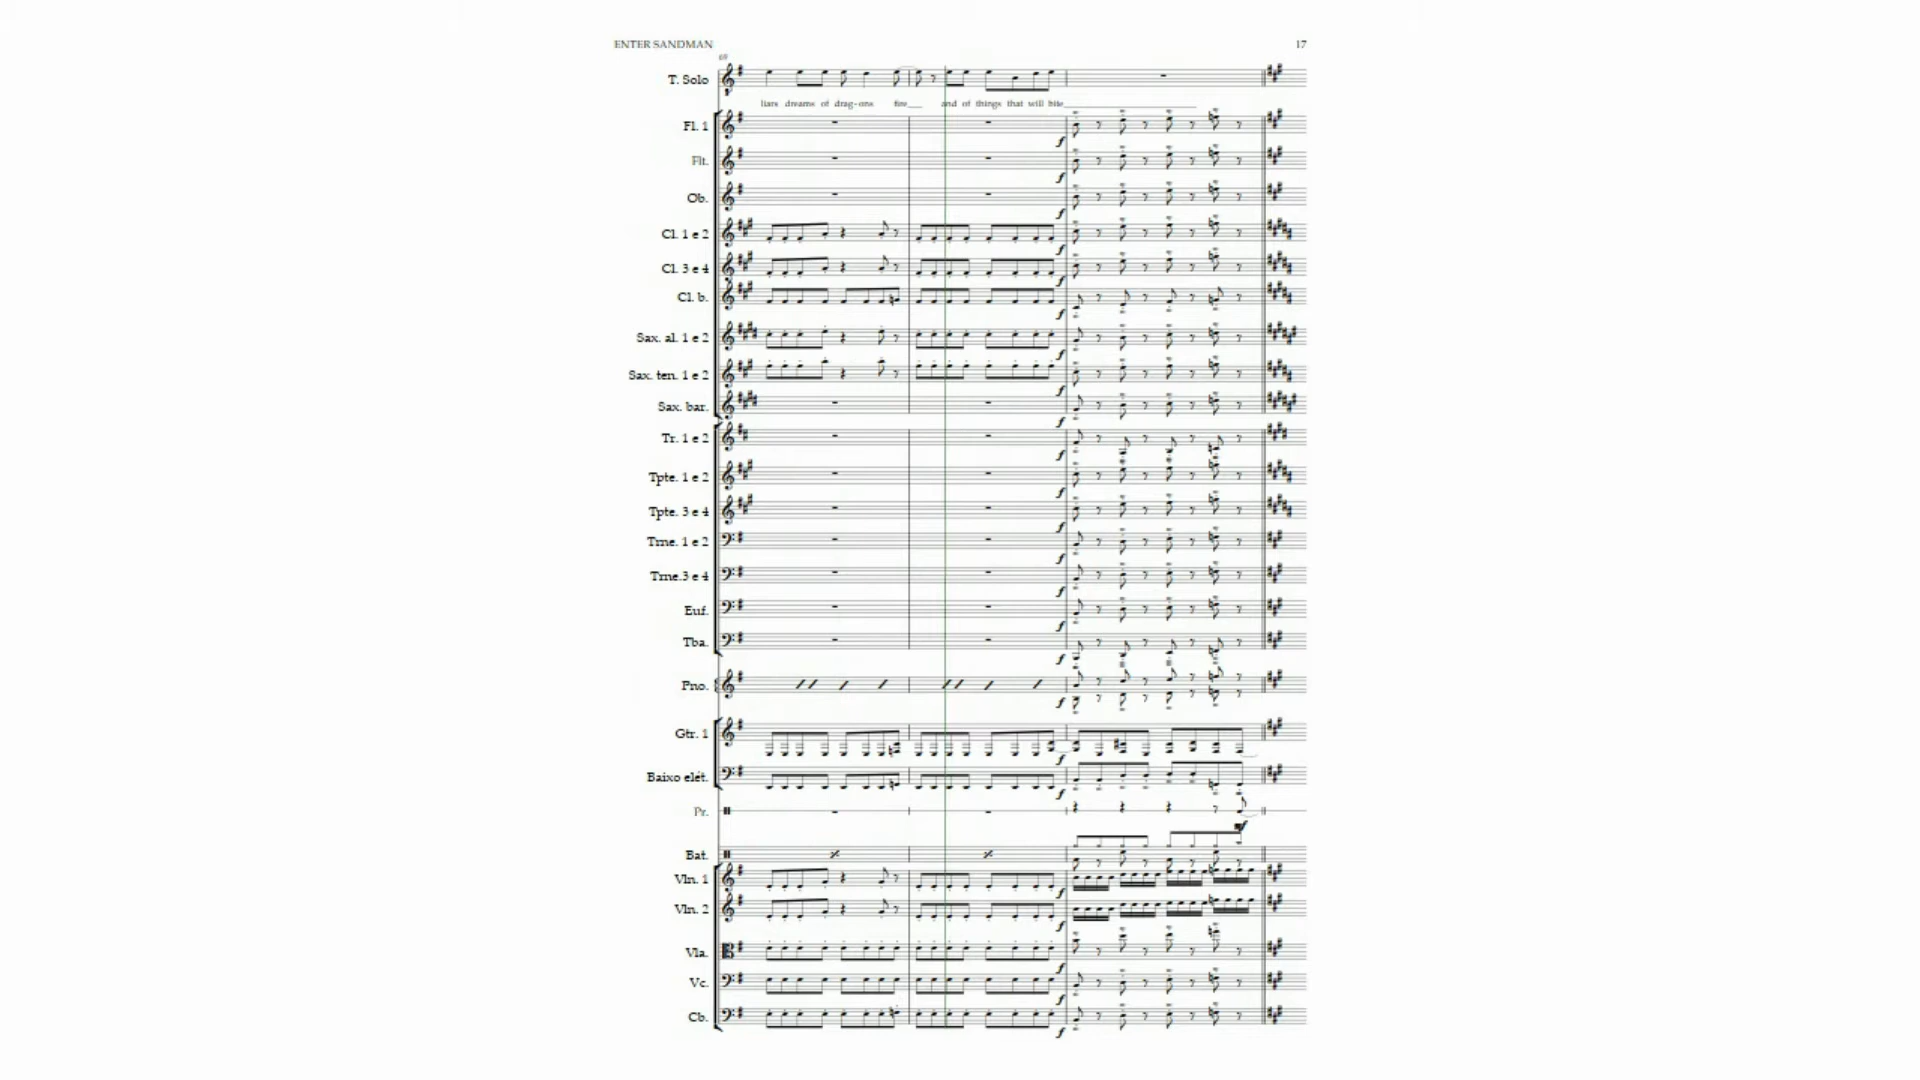 ENTER SANDMAN 17
69
T. Solo
liars dreams of drag-ons fire___ and of things that will bite___
Fl. 1
Flt.
Ob.
Cl. 1 e 2
Cl. 3 e 4
Cl. b.
Sax. al. 1 e 2
Sax. ten. 1 e 2
Sax. bar.
Tr. 1 e 2
Tpte. 1 e 2
Tpte. 3 e 4
Trne. 1 e 2
Trne.3 e 4
Euf.
Tba.
Pno.
Gtr. 1
Baixo elét.
Pr.
Bat.
Vln. 1
Vln. 2
Vla.
Vc.
Cb.